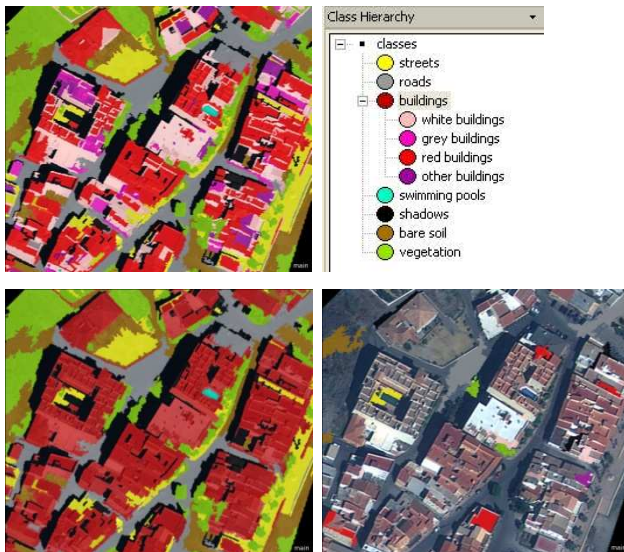 Class Hierarchy
classes
streets
roads
buildings
white buildings
grey buildings
red buildings
other buildings
swimming pools
shadows
bare soil
vegetation
main
main
main